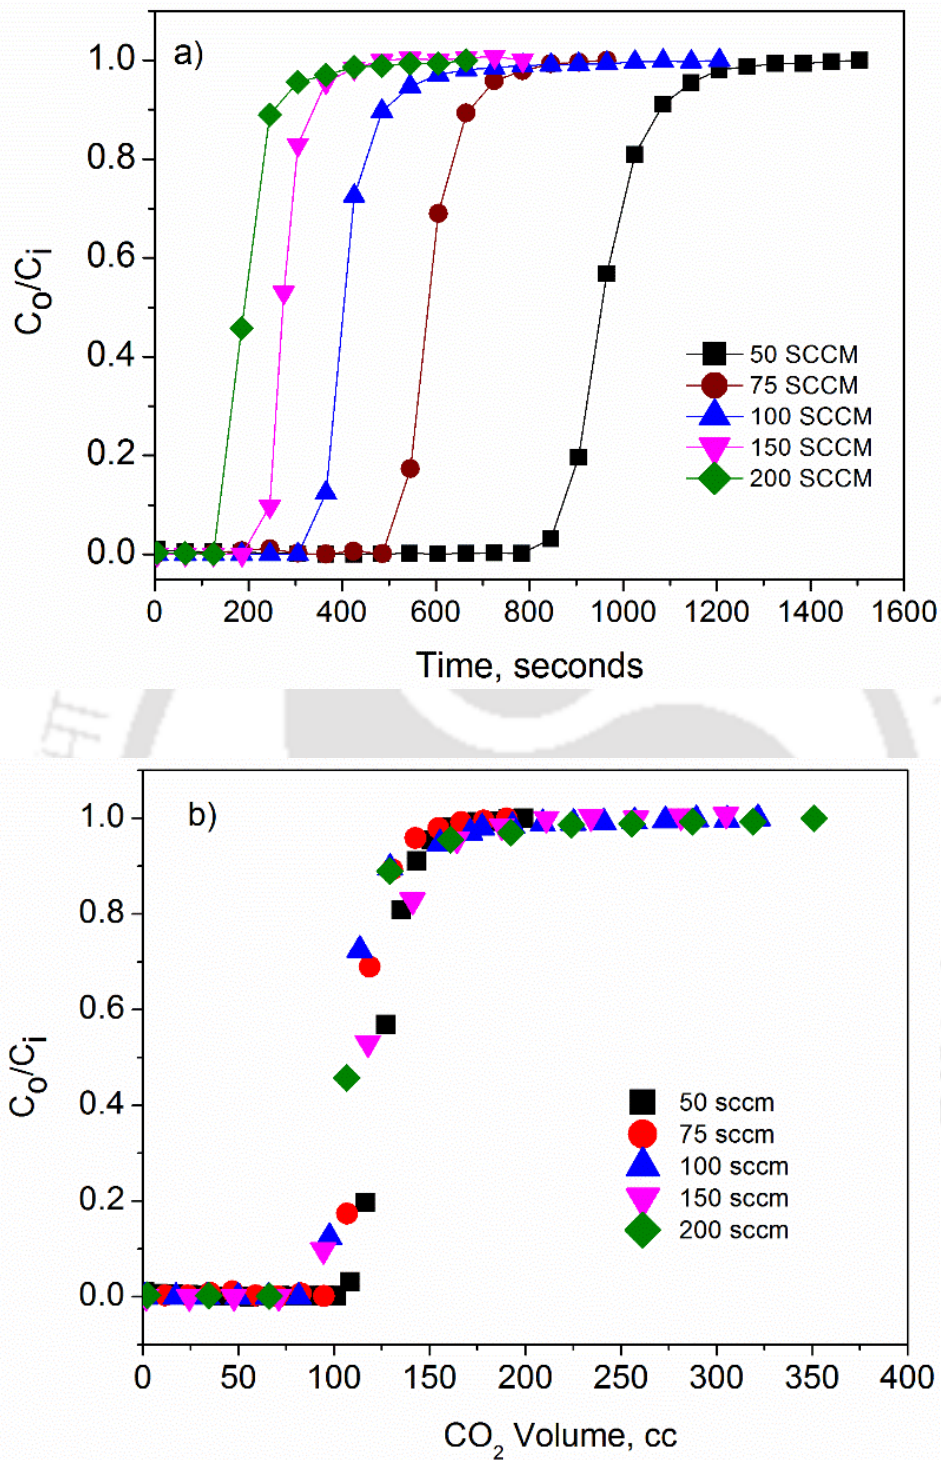 a)
1.0
0.8
0.6
0.4
0.2
0.0
C₀/Cᵢ
50 SCCM
75 SCCM
100 SCCM
150 SCCM
200 SCCM
0 200 400 600 800 1000 1200 1400 1600
Time, seconds
b)
1.0
0.8
0.6
0.4
0.2
0.0
C₀/Cᵢ
50 sccm
75 sccm
100 sccm
150 sccm
200 sccm
0 50 100 150 200 250 300 350 400
CO₂ Volume, cc